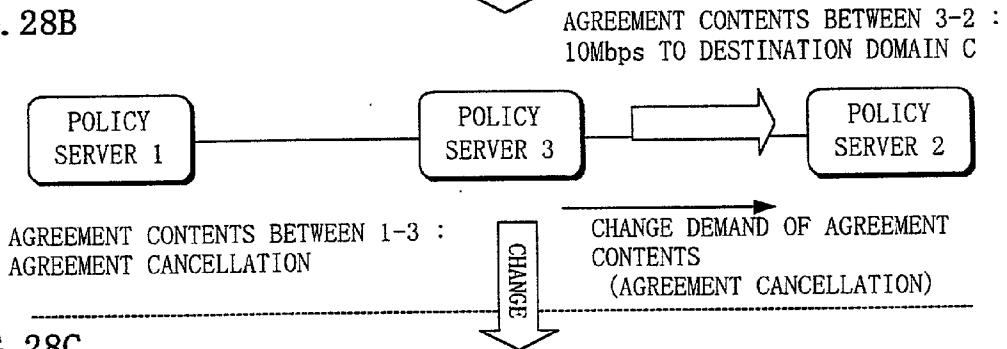 .28B
AGREEMENT CONTENTS BETWEEN 3-2 :
10Mbps TO DESTINATION DOMAIN C
POLICY
SERVER 1
POLICY
SERVER 3
POLICY
SERVER 2
AGREEMENT CONTENTS BETWEEN 1-3 :
AGREEMENT CANCELLATION
CHANGE
CHANGE DEMAND OF AGREEMENT
CONTENTS
(AGREEMENT CANCELLATION)
28C